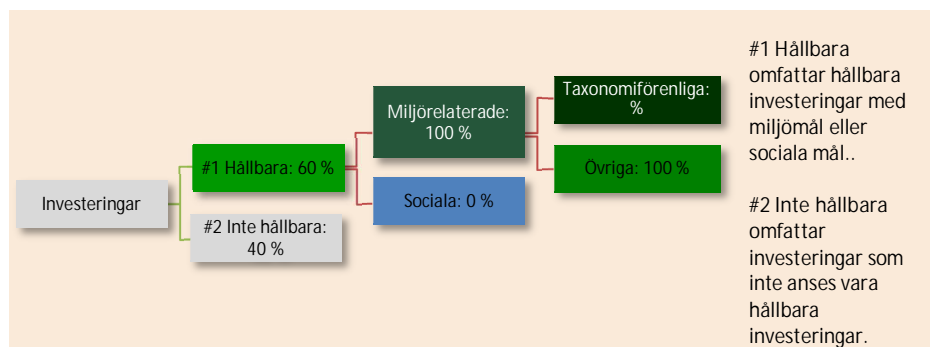 Investeringar
#1 Hållbara: 60 %
#2 Inte hållbara:
40 %
Miljörelaterade:
100 %
Sociala: 0 %
Taxonomiförenliga:
%
Övriga: 100 %
#1 Hållbara
omfattar hållbara
investeringar med
miljömål eller
sociala mål..
#2 Inte hållbara
omfattar
investeringar som
inte anses vara
hållbara
investeringar.